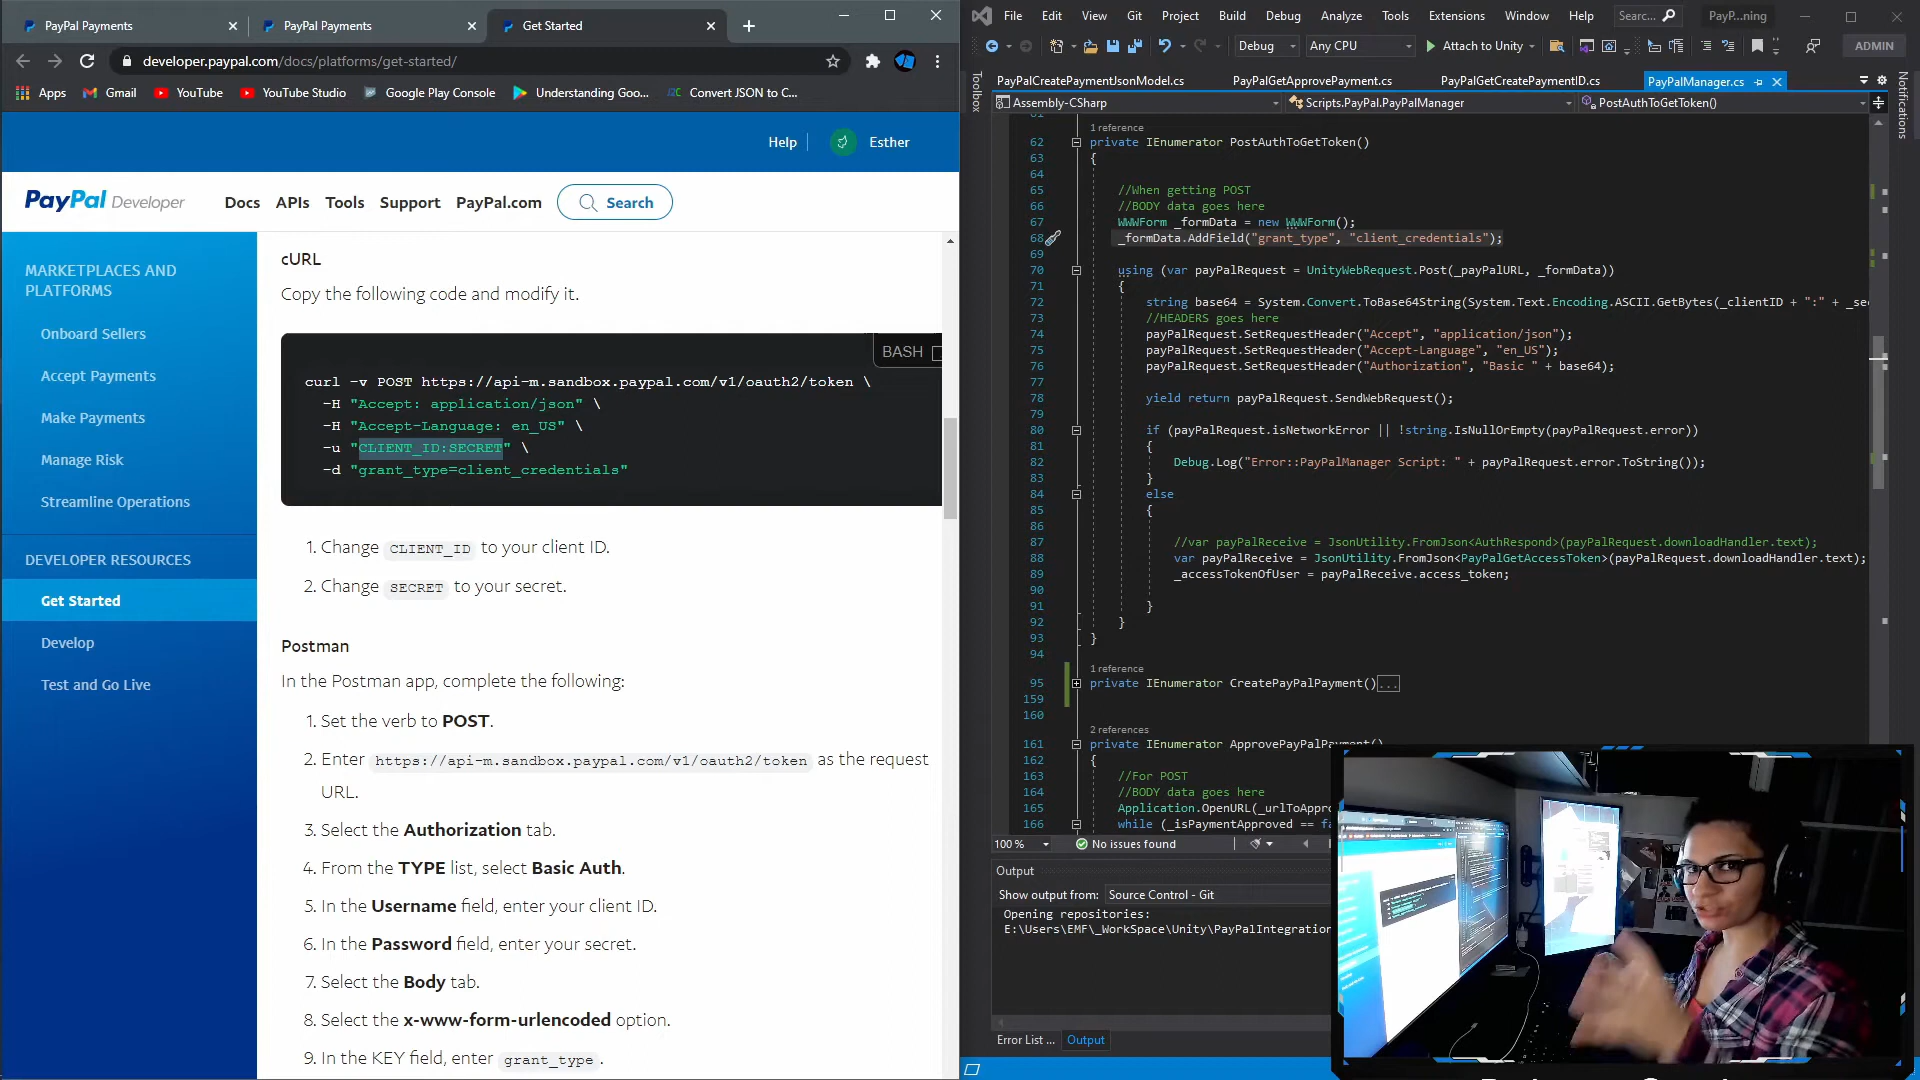 PayPal Payments
PayPal Payments
Get Started
developer.paypal.com/docs/platforms/get-started/
Apps
Gmail
YouTube
YouTube Studio
Google Play Console
Understanding Goo...
Convert JSON to C...
Help
Esther
PayPal Developer
Docs
APIs
Tools
Support
PayPal.com
Search
MARKETPLACES AND
PLATFORMS
Onboard Sellers
Accept Payments
Make Payments
Manage Risk
Streamline Operations
DEVELOPER RESOURCES
Get Started
Develop
Test and Go Live
cURL
Copy the following code and modify it.
BASH
curl -v POST https://api-m.sandbox.paypal.com/v1/oauth2/token \
-H "Accept: application/json" \
-H "Accept-Language: en_US" \
-u "CLIENT_ID:SECRET" \
-d "grant_type=client_credentials"
1. Change CLIENT_ID to your client ID.
2. Change SECRET to your secret.
Postman
In the Postman app, complete the following:
1. Set the verb to POST.
2. Enter https://api-m.sandbox.paypal.com/v1/oauth2/token as the request
URL.
3. Select the Authorization tab.
4. From the TYPE list, select Basic Auth.
5. In the Username field, enter your client ID.
6. In the Password field, enter your secret.
7. Select the Body tab.
8. Select the x-www-form-urlencoded option.
9. In the KEY field, enter grant_type .
File Edit View Git Project Build Debug Analyze Tools Extensions Window Help
Searc...
PayP...ning
Debug
Any CPU
Attach to Unity
ADMIN
Toolbox
Notifications
PayPalCreatePaymentJsonModel.cs
PayPalGetApprovePayment.cs
PayPalGetCreatePaymentID.cs
PayPalManager.cs
Assembly-CSharp
Scripts.PayPal.PayPalManager
PostAuthToGetToken()
1 reference
62 private IEnumerator PostAuthToGetToken()
63 {
64
65 //When getting POST
66 //BODY data goes here
67 WWWForm _formData = new WWWForm();
68 _formData.AddField("grant_type", "client_credentials");
69
70 using (var payPalRequest = UnityWebRequest.Post(_payPalURL, _formData))
71 {
72 string base64 = System.Convert.ToBase64String(System.Text.Encoding.ASCII.GetBytes(_clientID + ":" + _se
73 //HEADERS goes here
74 payPalRequest.SetRequestHeader("Accept", "application/json");
75 payPalRequest.SetRequestHeader("Accept-Language", "en_US");
76 payPalRequest.SetRequestHeader("Authorization", "Basic " + base64);
77
78 yield return payPalRequest.SendWebRequest();
79
80 if (payPalRequest.isNetworkError || !string.IsNullOrEmpty(payPalRequest.error))
81 {
82 Debug.Log("Error::PayPalManager Script: " + payPalRequest.error.ToString());
83 }
84 else
85 {
86
87 //var payPalReceive = JsonUtility.FromJson<AuthRespond>(payPalRequest.downloadHandler.text);
88 var payPalReceive = JsonUtility.FromJson<PayPalGetAccessToken>(payPalRequest.downloadHandler.text);
89 _accessTokenOfUser = payPalReceive.access_token;
90
91 }
92 }
93 }
94
1 reference
95 private IEnumerator CreatePayPalPayment()...
159
160
2 references
161 private IEnumerator ApprovePayPalPayment()
162 {
163 //For POST
164 //BODY data goes here
165 Application.OpenURL(_urlToAppro
166 while (_isPaymentApproved == fa
100 %
No issues found
Output
Show output from: Source Control - Git
Opening repositories:
E:\Users\EMF\_WorkSpace\Unity\PayPalIntegration
Error List ...
Output